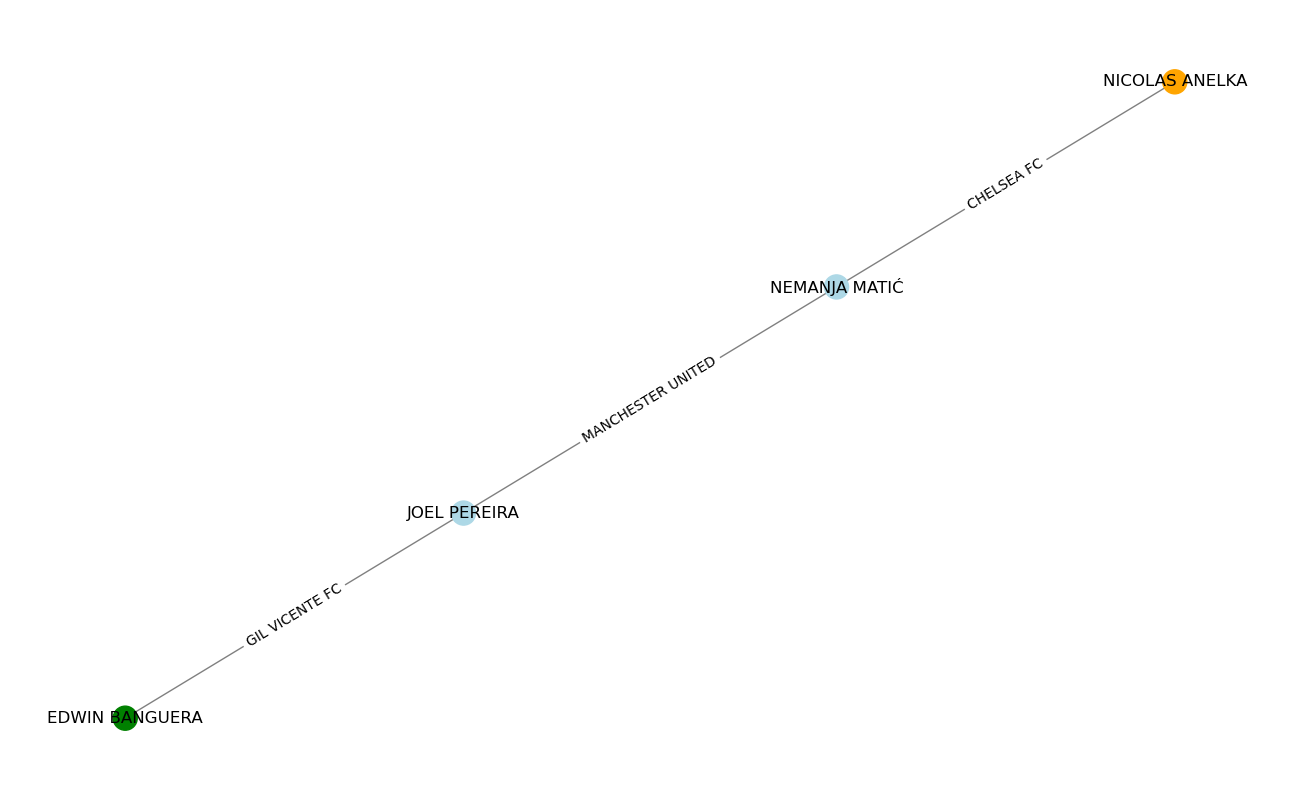 NICOLAS ANELKA
CHELSEA FC
NEMANJA MATIĆ
MANCHESTER UNITED
JOEL PEREIRA
GIL VICENTE FC
EDWIN BANGUERA